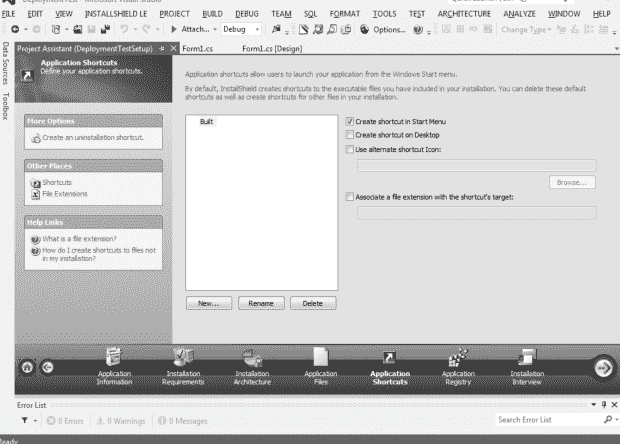 FILE EDIT VIEW INSTALLSHIELD LE PROJECT BUILD DEBUG TEAM SQL FORMAT TOOLS TEST ARCHITECTURE ANALYZE WINDOW HELP
Attach... Debug Options... Change Type
Data Sources
Toolbox
Project Assistant (DeploymentTestSetup)
Form1.cs
Form1.cs [Design]
Application Shortcuts
Define your application shortcuts.
Application shortcuts allow users to launch your application from the Windows Start menu.
By default, InstallShield creates shortcuts to the executable files you have included in your installation. You can delete these default
shortcuts as well as create shortcuts for other files in your installation.
More Options
Create an uninstallation shortcut.
Other Places
Shortcuts
File Extensions
Help Links
What is a file extension?
How do I create shortcuts to files not
in my installation?
Built
Create shortcut in Start Menu
Create shortcut on Desktop
Use alternate shortcut Icon:
Browse...
Associate a file extension with the shortcut's target:
New...
Rename
Delete
Application
Information
Installation
Requirements
Installation
Architecture
Application
Files
Application
Shortcuts
Application
Registry
Installation
Interview
Error List
0 Errors
0 Warnings
0 Messages
Search Error List